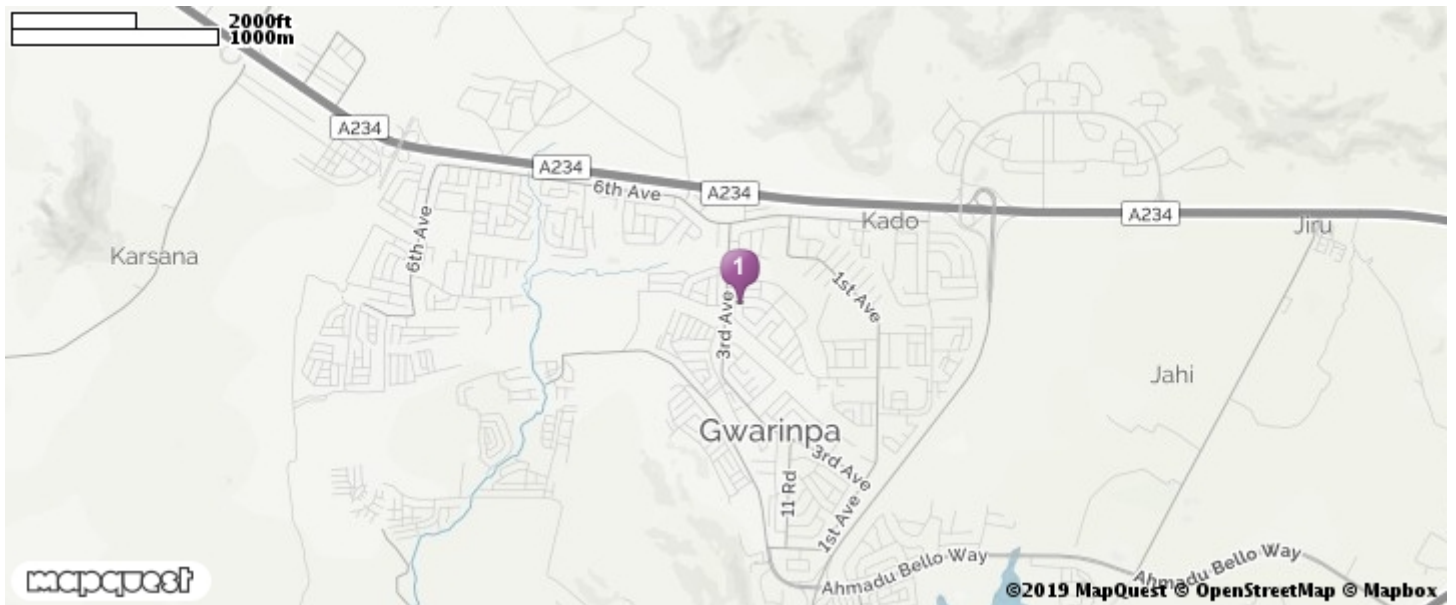 2000ft
1000m
A234
A234
6th Ave
A234
A234
Kado
Jiru
6th Ave
Karsana
1
1st Ave
3rd Ave
Jahi
Gwarinpa
3rd Ave
11 Rd
1st Ave
Ahmadu Bello Way
Ahmadu Bello Way
mapquest
©2019 MapQuest © OpenStreetMap © Mapbox